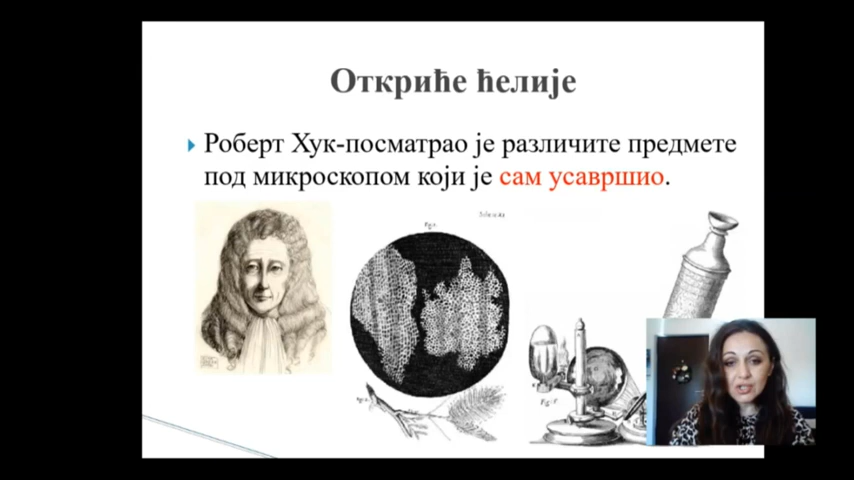 Откриће ћелије
Роберт Хук-посматрао је различите предмете
под микроскопом који је сам усавршио.